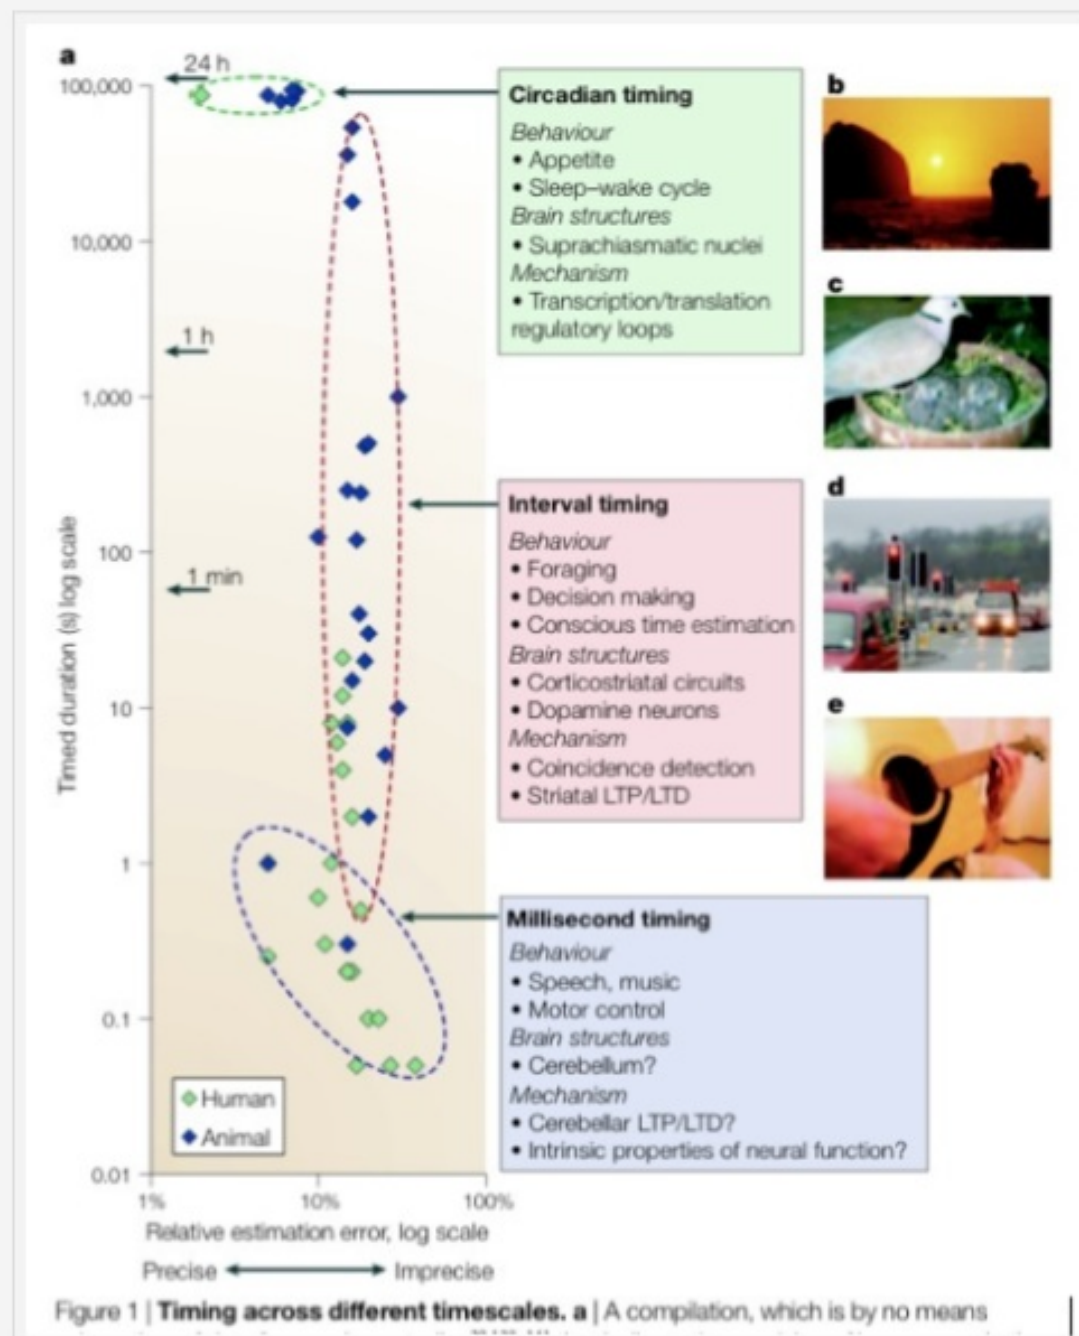 a
24 h
100,000
10,000
1 h
1,000
100
1 min
10
1
0.1
0.01
Timed duration (s) log scale
Human
Animal
1%
10%
100%
Relative estimation error, log scale
Precise
Imprecise
Circadian timing
Behaviour
• Appetite
• Sleep–wake cycle
Brain structures
• Suprachiasmatic nuclei
Mechanism
• Transcription/translation
regulatory loops
Interval timing
Behaviour
• Foraging
• Decision making
• Conscious time estimation
Brain structures
• Corticostriatal circuits
• Dopamine neurons
Mechanism
• Coincidence detection
• Striatal LTP/LTD
Millisecond timing
Behaviour
• Speech, music
• Motor control
Brain structures
• Cerebellum?
Mechanism
• Cerebellar LTP/LTD?
• Intrinsic properties of neural function?
b
c
d
e
Figure 1 | Timing across different timescales. a | A compilation, which is by no means